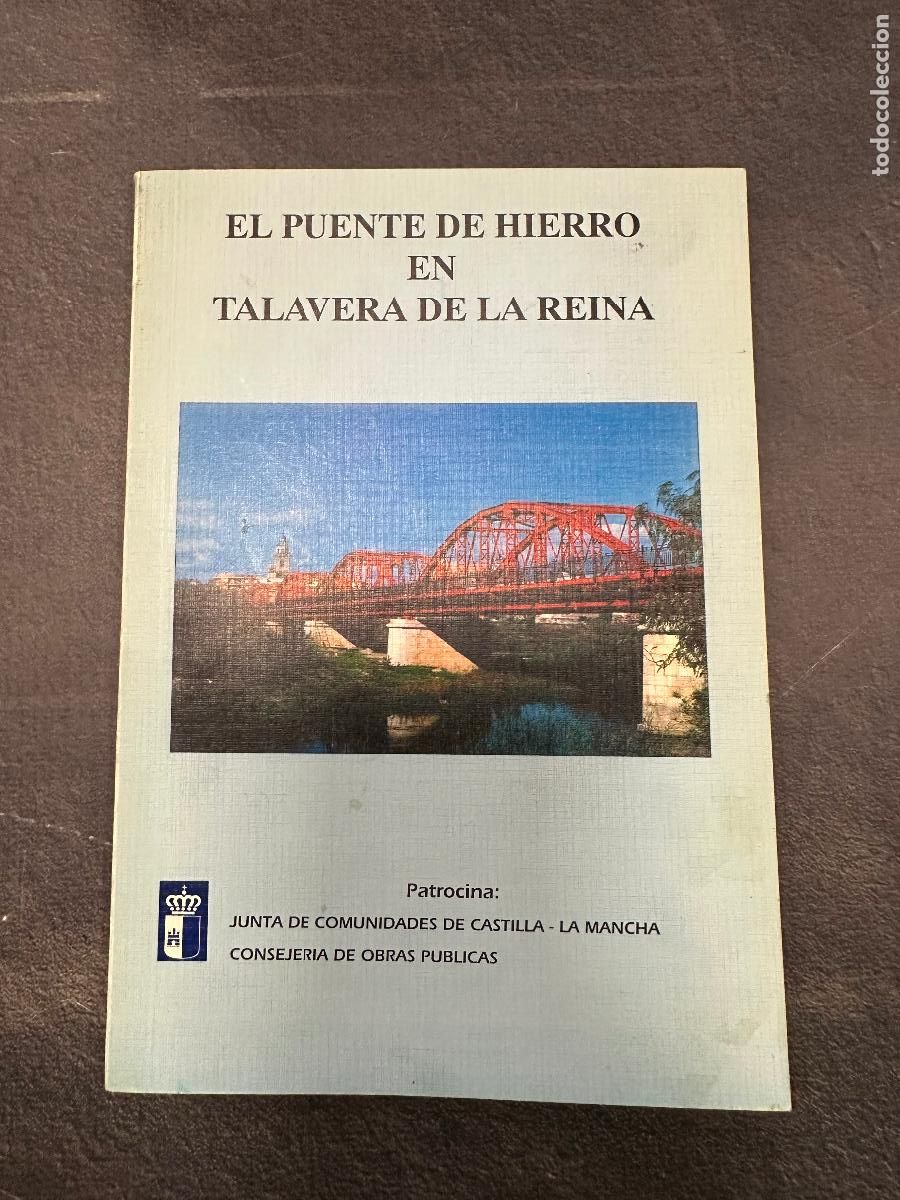 EL PUENTE DE HIERRO
EN
TALAVERA DE LA REINA
Patrocina:
JUNTA DE COMUNIDADES DE CASTILLA - LA MANCHA
CONSEJERIA DE OBRAS PUBLICAS
todocoleccion